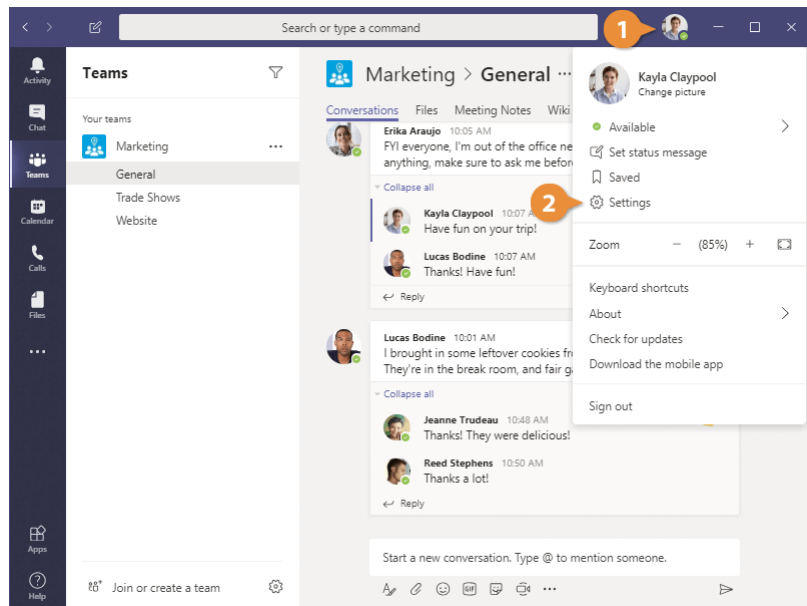 Search or type a command
1
Activity
Chat
Teams
Calendar
Calls
Files
Apps
Help
Teams
Your teams
Marketing
General
Trade Shows
Website
Join or create a team
Marketing > General
Conversations Files Meeting Notes Wiki
Erika Araujo 10:05 AM
FYI everyone, I'm out of the office
anything, make sure to ask me
Collapse all
Kayla Claypool 10:07
Have fun on your trip!
Lucas Bodine 10:07 AM
Thanks! Have fun!
Reply
Lucas Bodine 10:01 AM
I brought in some leftover cookies
They're in the break room, and fair
Collapse all
Jeanne Trudeau 10:48 AM
Thanks! They were delicious!
Reed Stephens 10:50 AM
Thanks a lot!
Reply
Start a new conversation. Type @ to mention someone.
GIF
Kayla Claypool
Change picture
Available
Set status message
Saved
2
Settings
Zoom − (85%) +
Keyboard shortcuts
About
Check for updates
Download the mobile app
Sign out